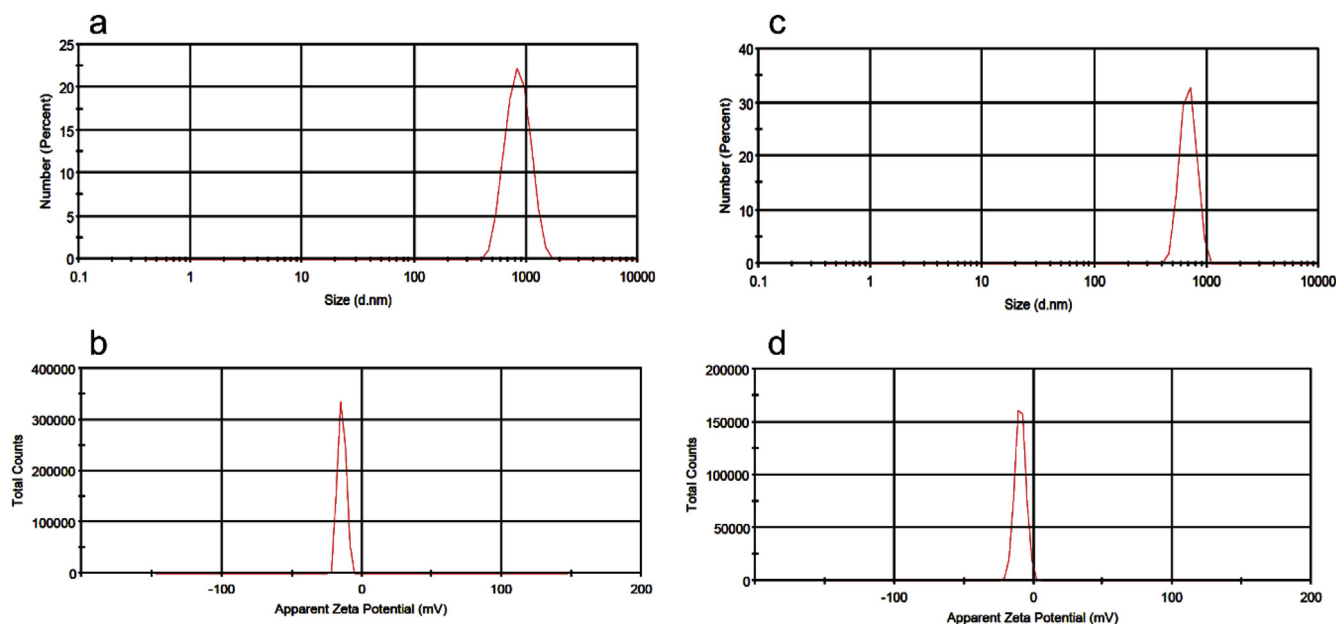 a
25
20
15
10
5
0
Number (Percent)
0.1 1 10 100 1000 10000
Size (d.nm)
c
40
30
20
10
0
Number (Percent)
0.1 1 10 100 1000 10000
Size (d.nm)
b
400000
300000
200000
100000
0
Total Counts
-100 0 100 200
Apparent Zeta Potential (mV)
d
200000
150000
100000
50000
0
Total Counts
-100 0 100 200
Apparent Zeta Potential (mV)